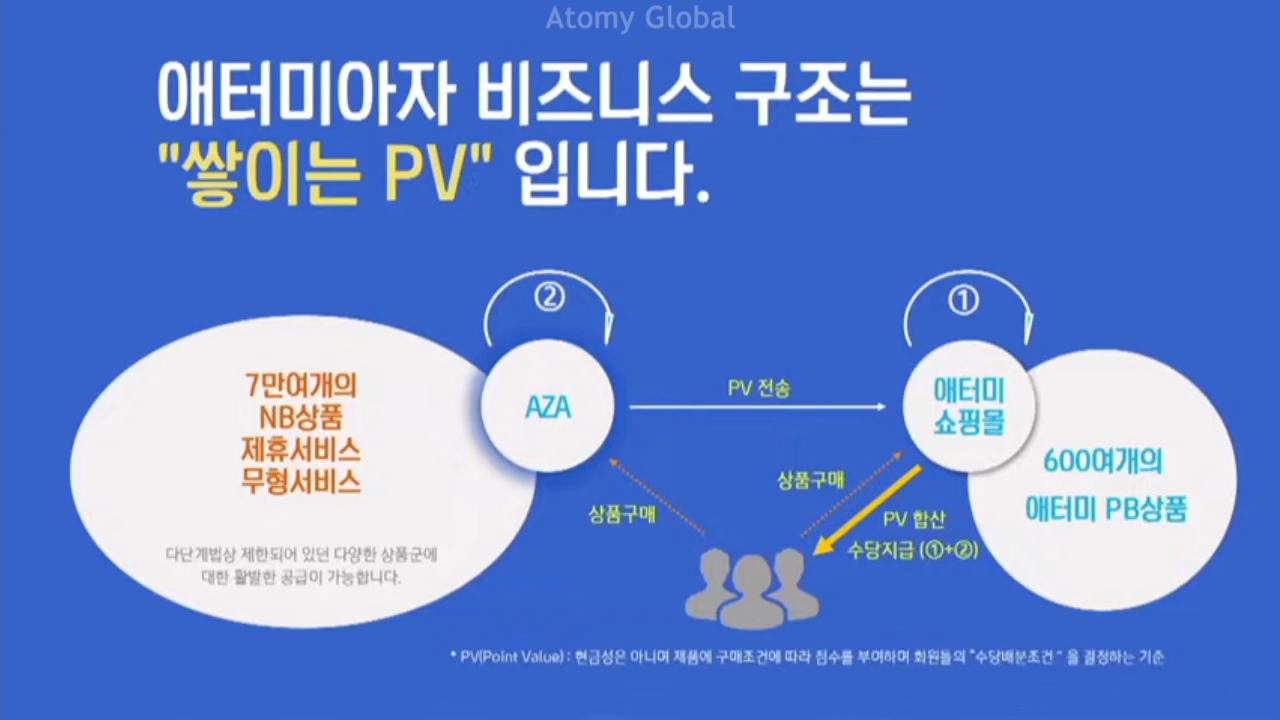 Atomy Global
애터미아자 비즈니스 구조는
"쌓이는 PV" 입니다.
②
①
7만여개의
NB상품
제휴서비스
무형서비스
다단계법상 제한되어 있던 다양한 상품군에
대한 활발한 공급이 가능합니다.
AZA
PV 전송
애터미
쇼핑몰
600여개의
애터미 PB상품
상품구매
상품구매
PV 합산
수당지급 (①+②)
* PV(Point Value) : 현금성은 아니며 제품에 구매조건에 따라 점수를 부여하며 회원들의 "수당배분조건" 을 결정하는 기준